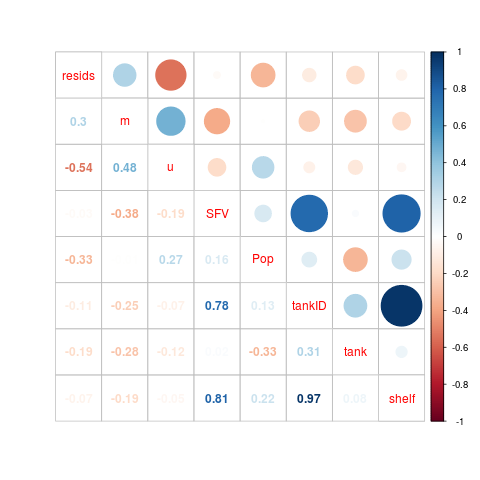 resids
0.3 m
-0.54 0.48 u
-0.38 -0.19 SFV
-0.33 0.27 0.16 Pop
-0.11 -0.25 -0.07 0.78 0.13 tankID
-0.19 -0.28 -0.12 -0.33 0.31 tank
-0.07 -0.19 -0.05 0.81 0.22 0.97 0.08 shelf
1
0.8
0.6
0.4
0.2
0
-0.2
-0.4
-0.6
-0.8
-1